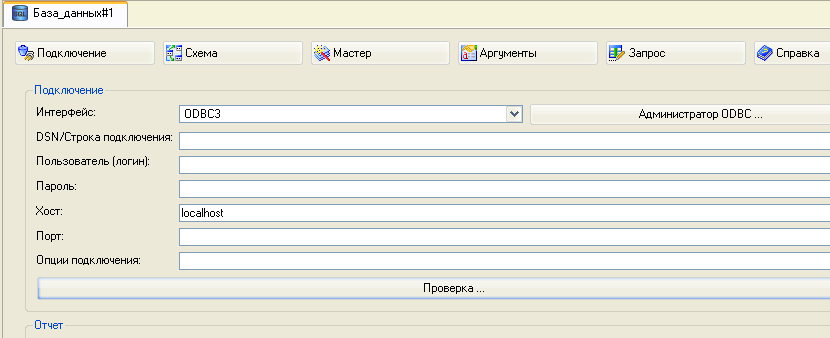 База_данных#1
Подключение Схема Мастер Аргументы Запрос Справка
Подключение
Интерфейс: ODBC3 Администратор ODBC ...
DSN/Строка подключения:
Пользователь (логин):
Пароль:
Хост: localhost
Порт:
Опции подключения:
Проверка ...
Отчет